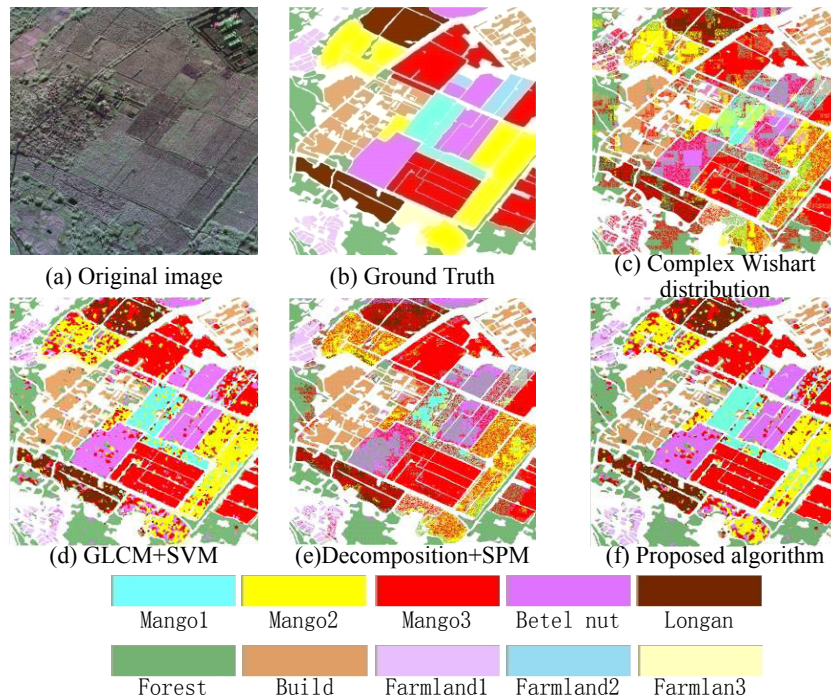 (a) Original image
(b) Ground Truth
(c) Complex Wishart
distribution
(d) GLCM+SVM
(e)Decomposition+SPM
(f) Proposed algorithm
Mango1
Mango2
Mango3
Betel nut
Longan
Forest
Build
Farmland1
Farmland2
Farmlan3